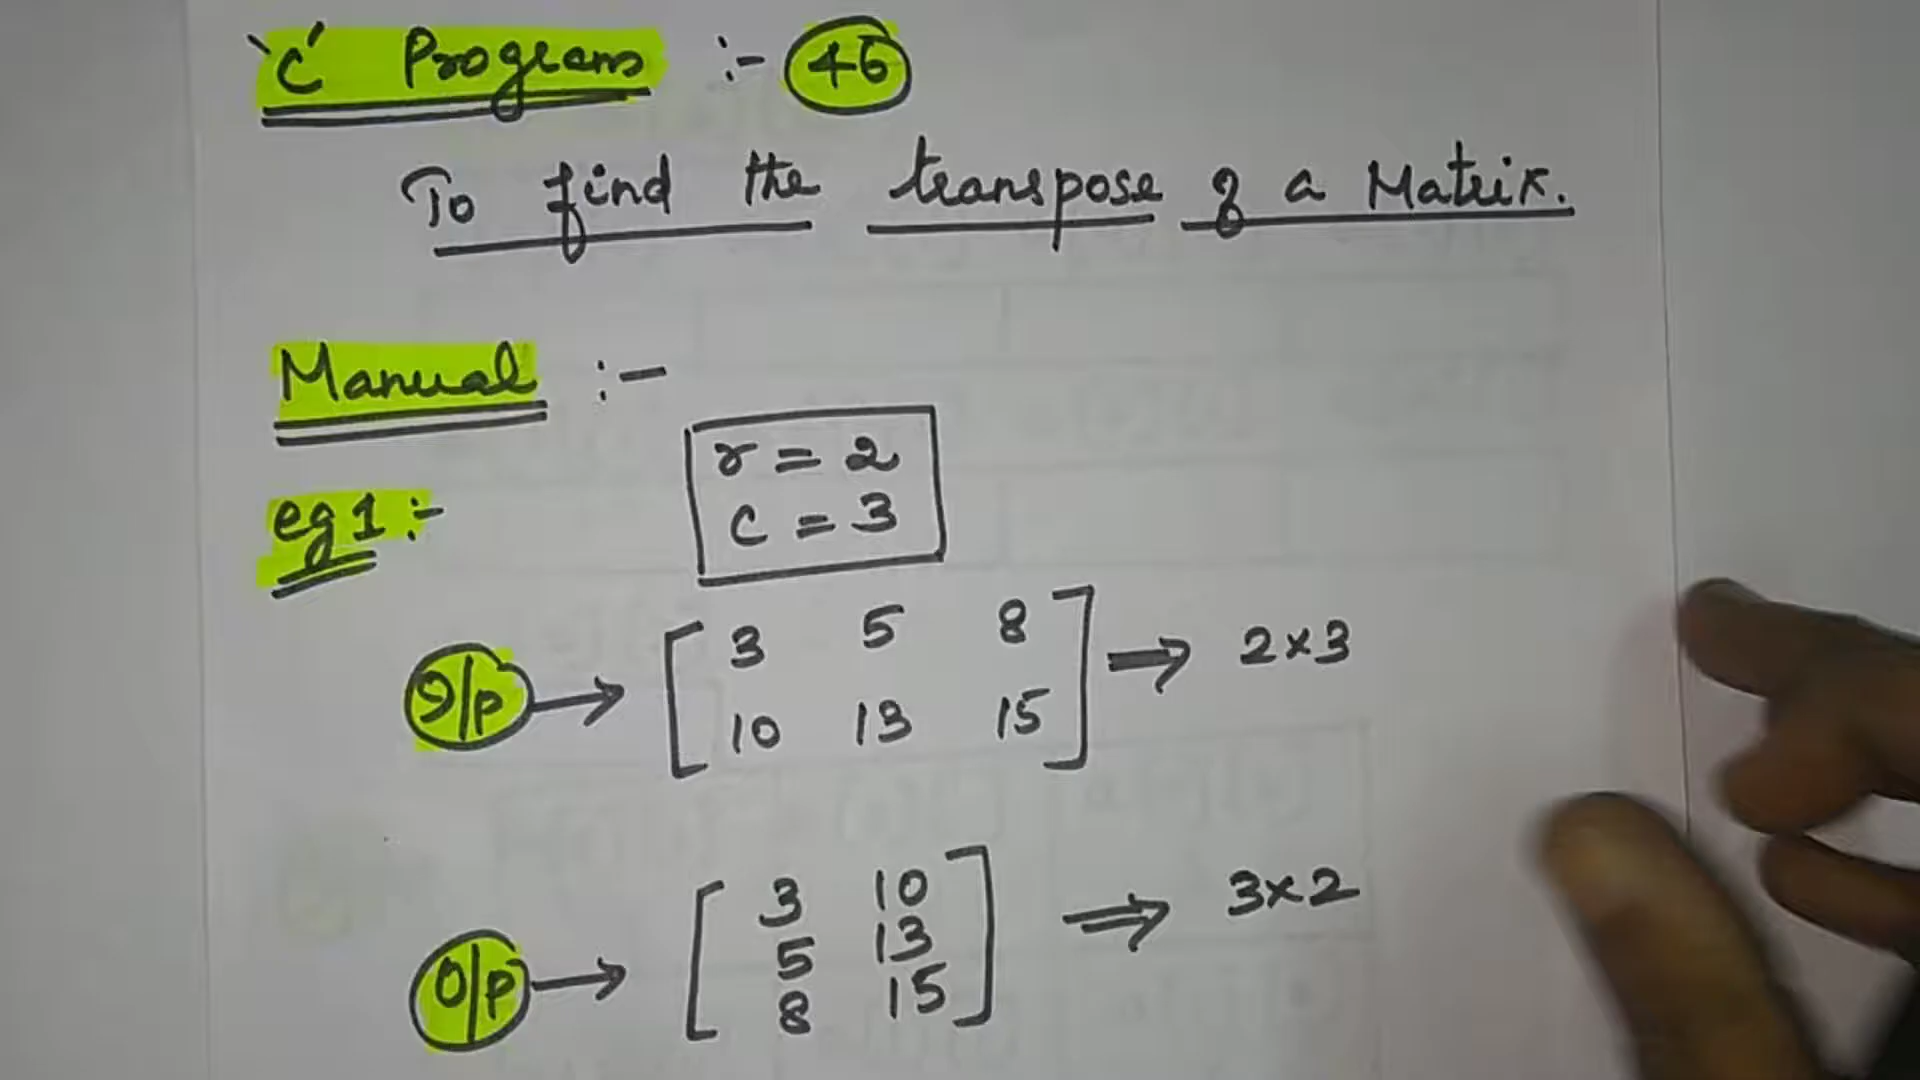 'C' Program :- 46
To find the transpose of a Matrix.
Manual :-
r = 2
c = 3
eg1 :-
I/p → [ 3 5 8 ⇒ 2×3
10 13 15 ]
O/p → [ 3 10 ⇒ 3×2
5 13
8 15 ]